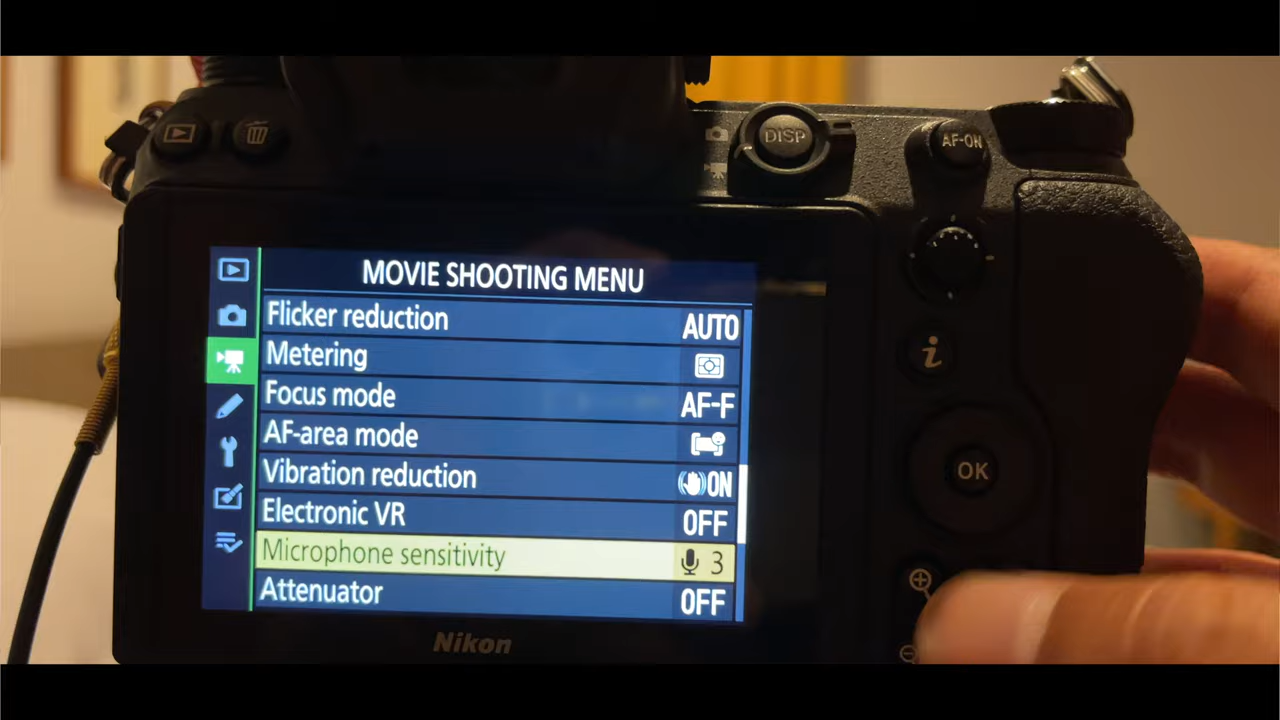 DISP
AF-ON
MOVIE SHOOTING MENU
Flicker reduction AUTO
Metering
Focus mode AF-F
AF-area mode
Vibration reduction ON
Electronic VR OFF
Microphone sensitivity 3
Attenuator OFF
i
OK
Nikon